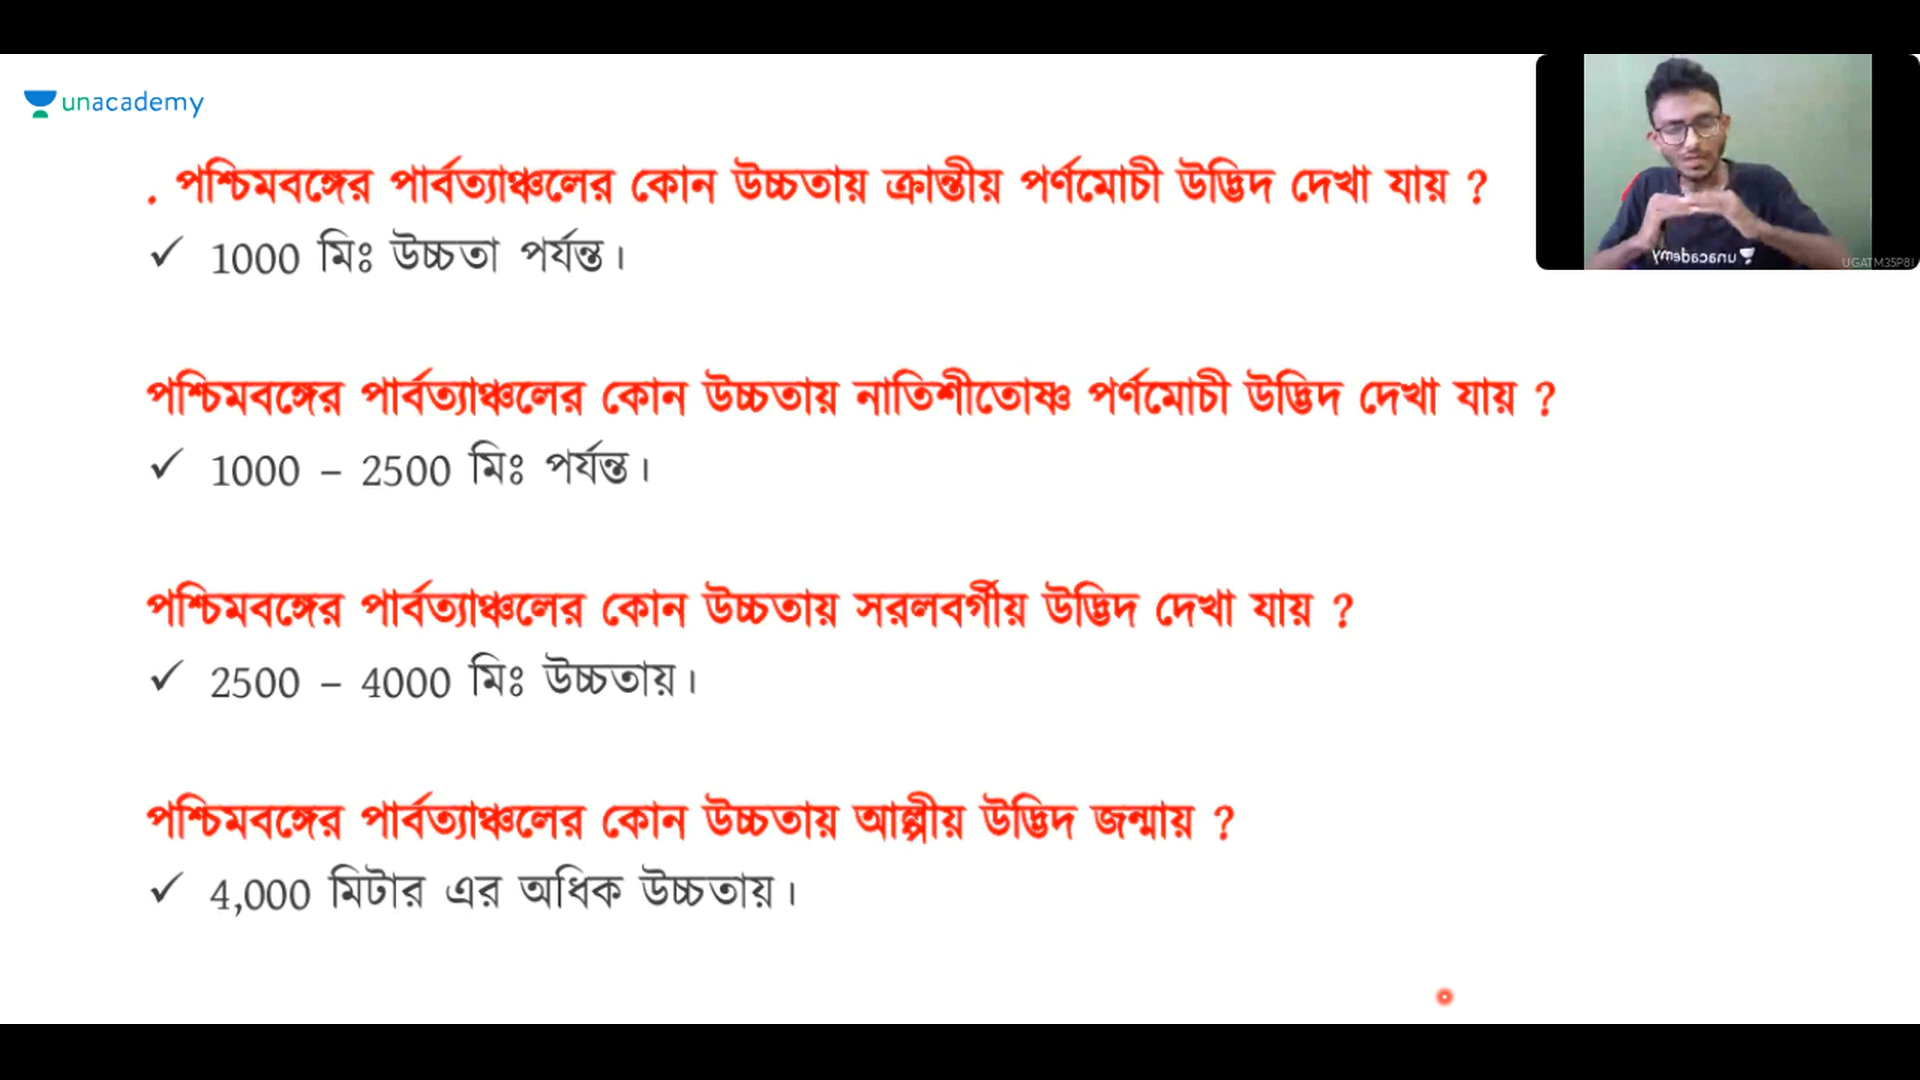 unacademy
. পশ্চিমবঙ্গের পার্বত্যাঞ্চলের কোন উচ্চতায় ক্রান্তীয় পর্ণমোচী উদ্ভিদ দেখা যায় ?
✓ 1000 মিঃ উচ্চতা পর্যন্ত।
পশ্চিমবঙ্গের পার্বত্যাঞ্চলের কোন উচ্চতায় নাতিশীতোষ্ণ পর্ণমোচী উদ্ভিদ দেখা যায় ?
✓ 1000 – 2500 মিঃ পর্যন্ত।
পশ্চিমবঙ্গের পার্বত্যাঞ্চলের কোন উচ্চতায় সরলবর্গীয় উদ্ভিদ দেখা যায় ?
✓ 2500 – 4000 মিঃ উচ্চতায়।
পশ্চিমবঙ্গের পার্বত্যাঞ্চলের কোন উচ্চতায় আল্পীয় উদ্ভিদ জন্মায় ?
✓ 4,000 মিটার এর অধিক উচ্চতায়।
unacademy
UGATM35P8I